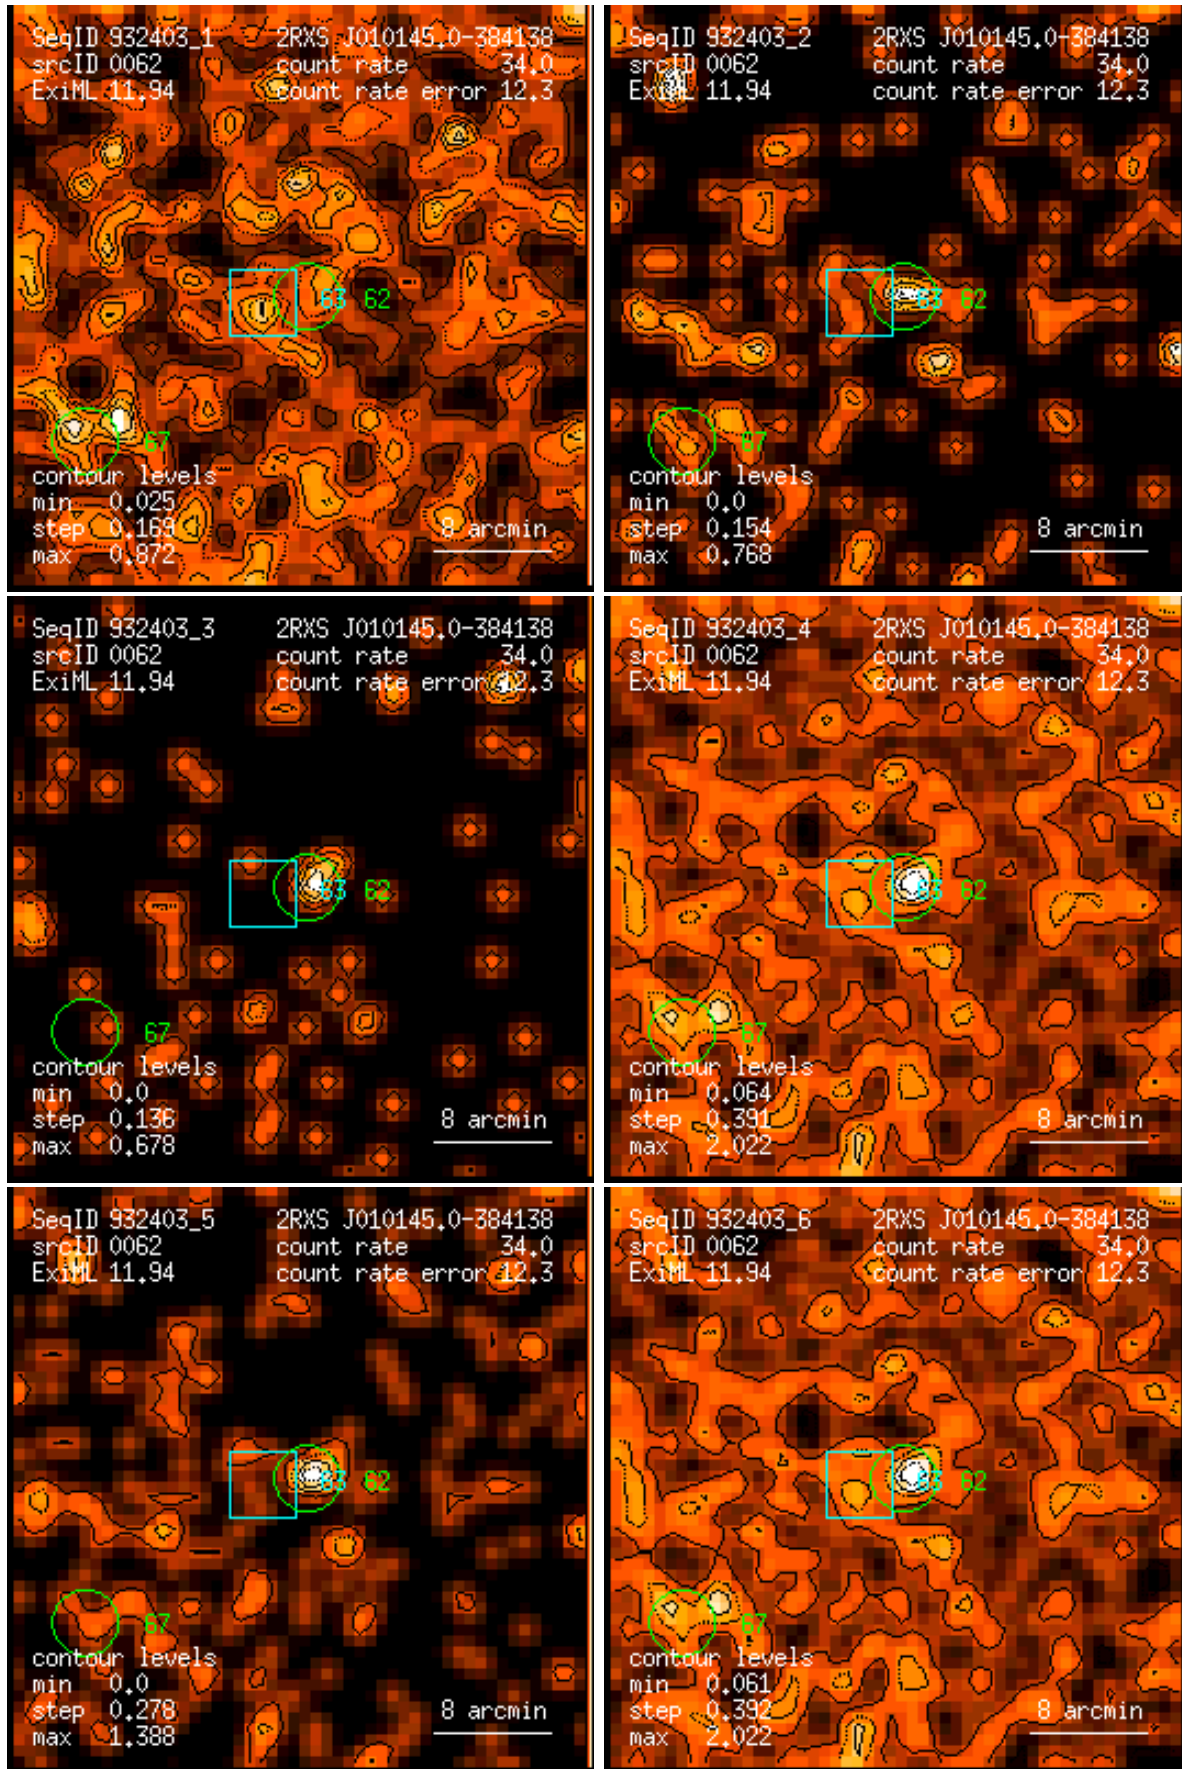 SeqID 932403_1 2RXS J010145.0-384138
srcID 0062 count rate 34.0
ExiML 11.94 count rate error 12.3
63 62
67
contour levels
min 0.025
step 0.169 8 arcmin
max 0.872
SeqID 932403_2 2RXS J010145.0-384138
srcID 0062 count rate 34.0
ExiML 11.94 count rate error 12.3
63 62
67
contour levels
min 0.0
step 0.154 8 arcmin
max 0.768
SeqID 932403_3 2RXS J010145.0-384138
srcID 0062 count rate 34.0
ExiML 11.94 count rate error 12.3
63 62
67
contour levels
min 0.0
step 0.136 8 arcmin
max 0.678
SeqID 932403_4 2RXS J010145.0-384138
srcID 0062 count rate 34.0
ExiML 11.94 count rate error 12.3
63 62
67
contour levels
min 0.064
step 0.391 8 arcmin
max 2.022
SeqID 932403_5 2RXS J010145.0-384138
srcID 0062 count rate 34.0
ExiML 11.94 count rate error 12.3
63 62
67
contour levels
min 0.0
step 0.278 8 arcmin
max 1.388
SeqID 932403_6 2RXS J010145.0-384138
srcID 0062 count rate 34.0
ExiML 11.94 count rate error 12.3
63 62
67
contour levels
min 0.061
step 0.392 8 arcmin
max 2.022